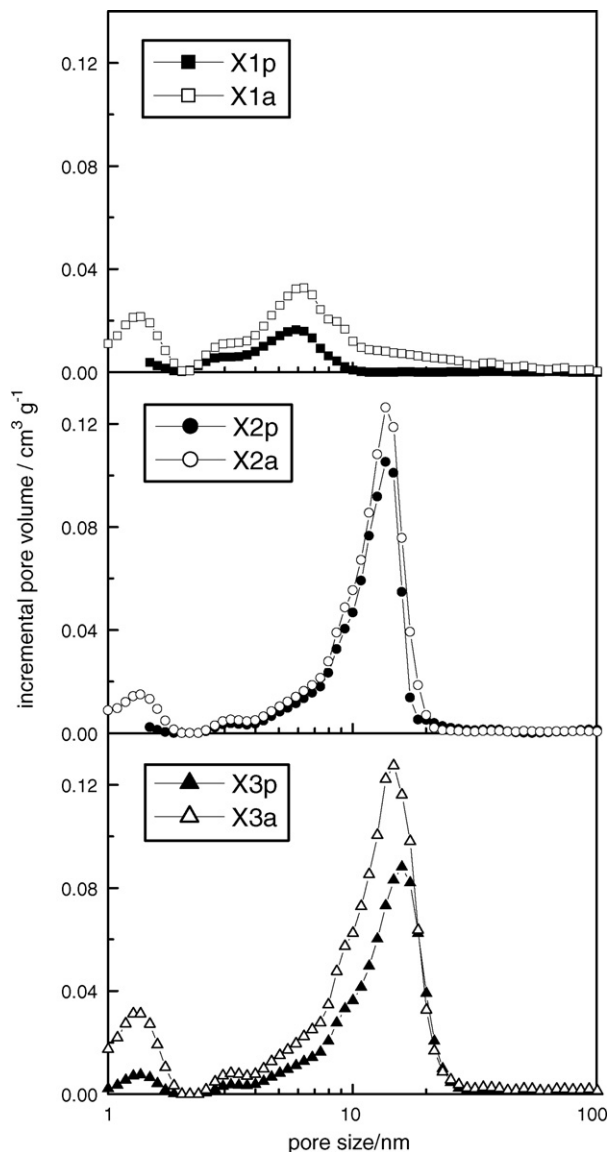 0.12
0.08
0.04
0.00
X1p
X1a
0.12
0.08
0.04
0.00
X2p
X2a
0.12
0.08
0.04
0.00
X3p
X3a
incremental pore volume / cm³ g⁻¹
1
10
100
pore size/nm